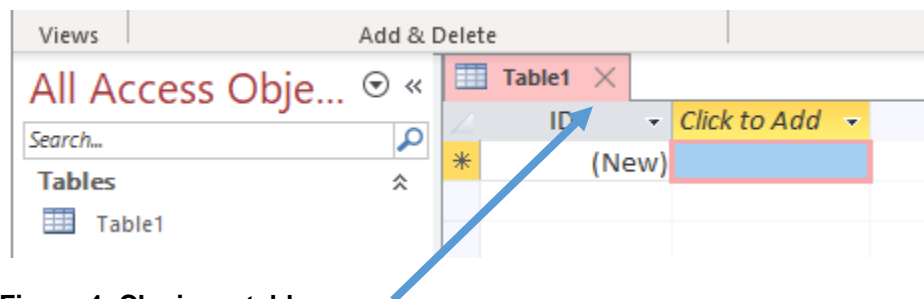 Views Add & Delete
All Access Obje... «
Table1
ID Click to Add
Search...
* (New)
Tables
Table1